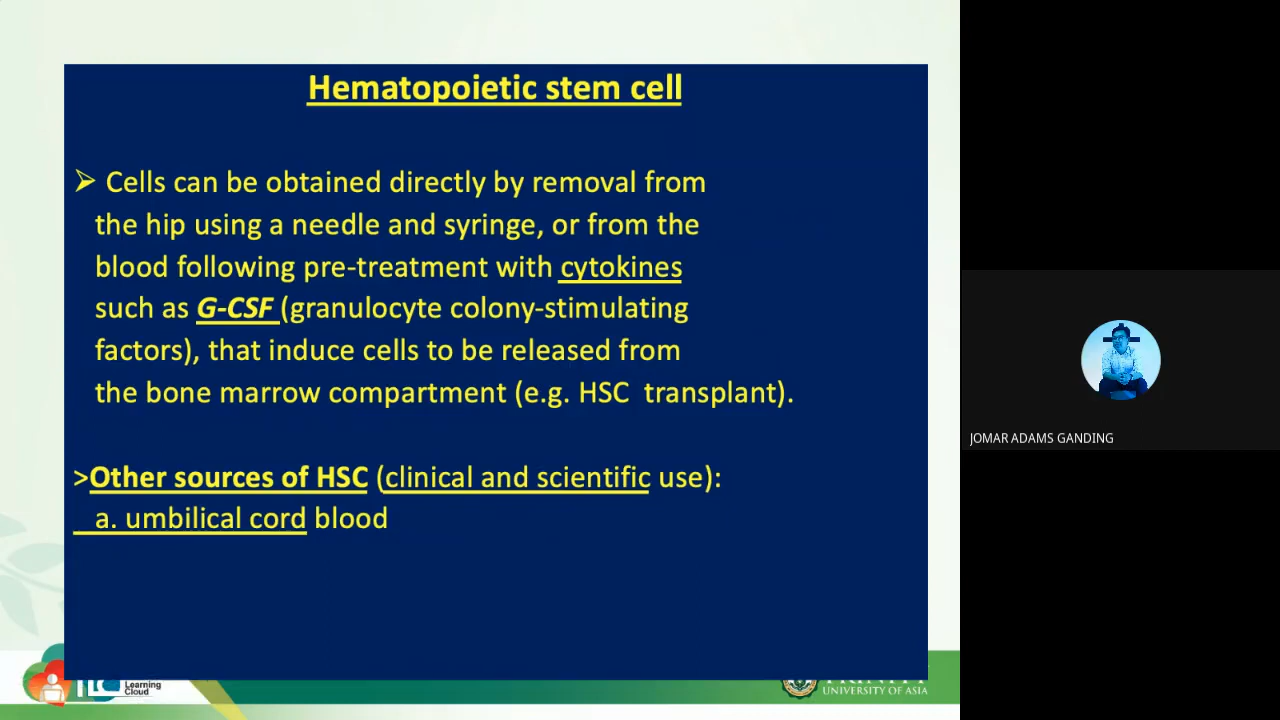 Hematopoietic stem cell
➢ Cells can be obtained directly by removal from
the hip using a needle and syringe, or from the
blood following pre-treatment with cytokines
such as G-CSF (granulocyte colony-stimulating
factors), that induce cells to be released from
the bone marrow compartment (e.g. HSC transplant).
>Other sources of HSC (clinical and scientific use):
a. umbilical cord blood
Learning
Cloud
UNIVERSITY OF ASIA
JOMAR ADAMS GANDING